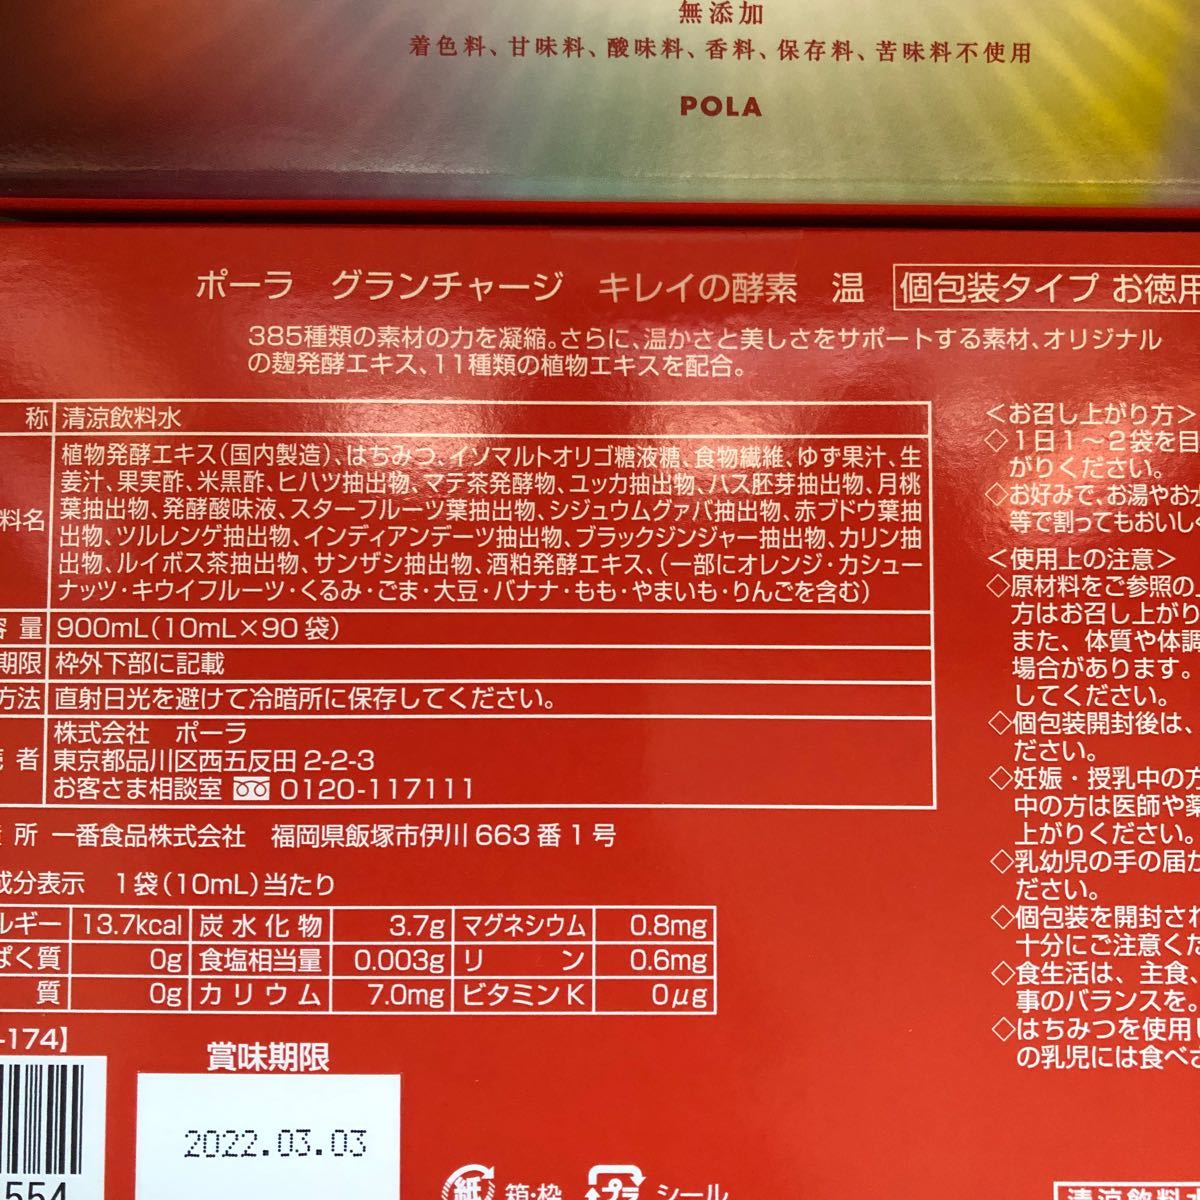 無添加
着色料、甘味料、酸味料、香料、保存料、苦味料不使用
POLA
ポーラ グランチャージ キレイの酵素 温 個包装タイプ お徳用
385種類の素材の力を凝縮。さらに、温かさと美しさをサポートする素材、オリジナル
の麹発酵エキス、11種類の植物エキスを配合。
称 清涼飲料水
料名
植物発酵エキス(国内製造)、はちみつ、イソマルトオリゴ糖液糖、食物繊維、ゆず果汁、生
姜汁、果実酢、米黒酢、ヒハツ抽出物、マテ茶発酵物、ユッカ抽出物、ハス胚芽抽出物、月桃
葉抽出物、発酵酸味液、スターフルーツ葉抽出物、シジュウムグァバ抽出物、赤ブドウ葉抽
出物、ツルレンゲ抽出物、インディアンデーツ抽出物、ブラックジンジャー抽出物、カリン抽
出物、ルイボス茶抽出物、サンザシ抽出物、酒粕発酵エキス、(一部にオレンジ・カシュー
ナッツ・キウイフルーツ・くるみ・ごま・大豆・バナナ・もも・やまいも・りんごを含む)
容量 900mL(10mL×90袋)
期限 枠外下部に記載
方法 直射日光を避けて冷暗所に保存してください。
者
株式会社 ポーラ
東京都品川区西五反田2-2-3
お客さま相談室 0120-117111
所 一番食品株式会社 福岡県飯塚市伊川663番1号
成分表示 1袋(10mL)当たり
ルギー 13.7kcal 炭水化物 3.7g マグネシウム 0.8mg
ぱく質 0g 食塩相当量 0.003g リン 0.6mg
質 0g カリウム 7.0mg ビタミンK 0μg
-174】
賞味期限
2022.03.03
554
紙 箱・枠 プラ シール
<お召し上がり方>
◇1日1〜2袋を目
がりください。
◇お好みで、お湯やお水
等で割ってもおいしく
<使用上の注意>
◇原材料をご参照の上
方はお召し上がり
また、体質や体調
場合があります。
してください。
◇個包装開封後は、
ださい。
◇妊娠・授乳中の方
中の方は医師や薬
上がりください。
◇乳幼児の手の届か
ださい。
◇個包装を開封され
十分にご注意くだ
◇食生活は、主食、
事のバランスを。
◇はちみつを使用し
の乳児には食べさ
清涼飲料水